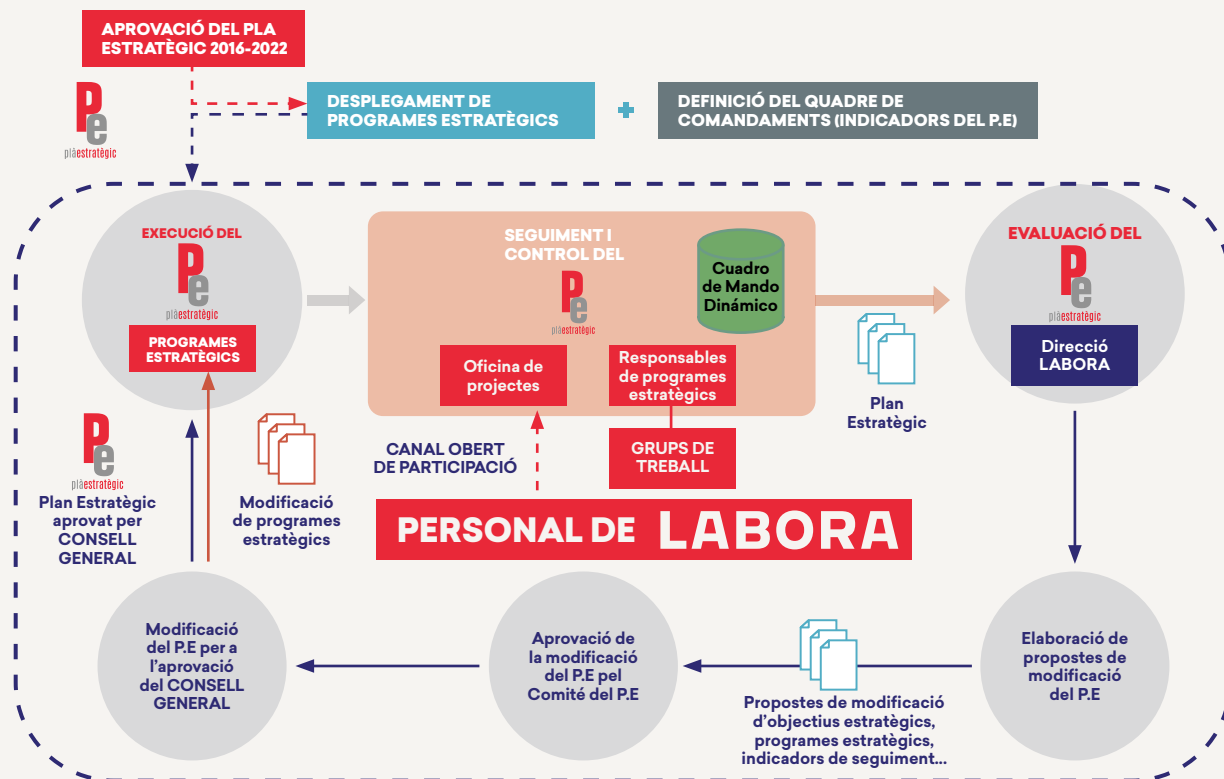 APROVACIÓ DEL PLA
ESTRATÈGIC 2016-2022
Pe
plàestratègic
DESPLEGAMENT DE
PROGRAMES ESTRATÈGICS
+
DEFINICIÓ DEL QUADRE DE
COMANDAMENTS (INDICADORS DEL P.E)
EXECUCIÓ DEL
Pe
plàestratègic
PROGRAMES
ESTRATÈGICS
SEGUIMENT I
CONTROL DEL
Pe
plàestratègic
Cuadro
de Mando
Dinámico
Oficina de
projectes
Responsables
de programes
estratègics
GRUPS DE
TREBALL
CANAL OBERT
DE PARTICIPACIÓ
PERSONAL DE LABORA
Plan
Estratègic
EVALUACIÓ DEL
Pe
plàestratègic
Direcció
LABORA
Pe
plàestratègic
Plan Estratègic
aprovat per
CONSELL
GENERAL
Modificació
de programes
estratègics
Modificació
del P.E per a
l'aprovació
del CONSELL
GENERAL
Aprovació de
la modificació
del P.E pel
Comité del P.E
Propostes de modificació
d'objectius estratègics,
programes estratègics,
indicadors de seguiment...
Elaboració de
propostes de
modificació
del P.E